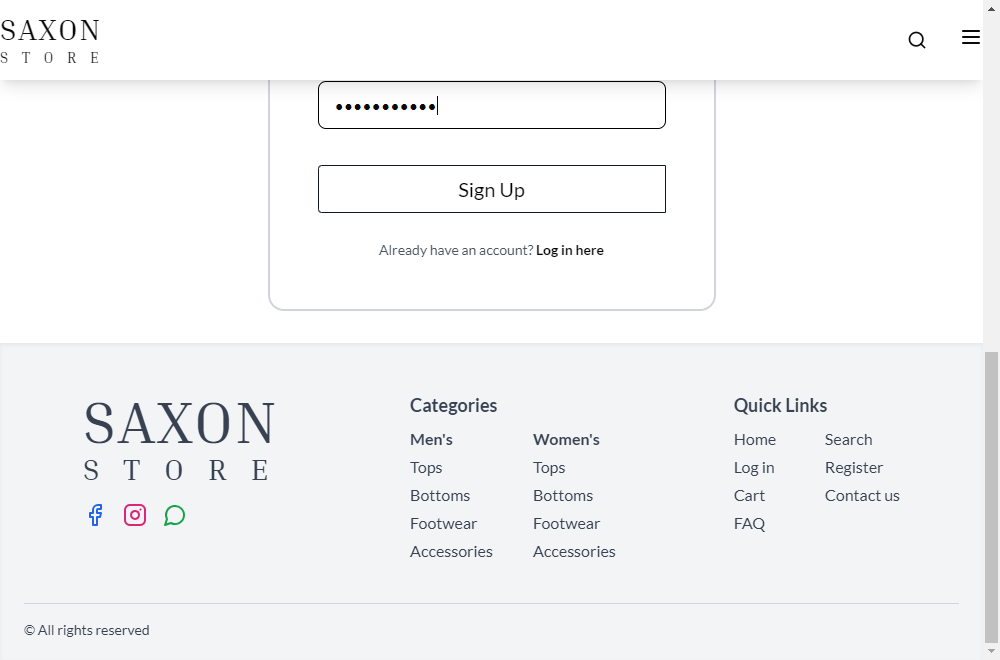 SAXON
STORE
•••••••••••
Sign Up
Already have an account? Log in here
SAXON
STORE
Categories
Men's
Tops
Bottoms
Footwear
Accessories
Women's
Tops
Bottoms
Footwear
Accessories
Quick Links
Home
Log in
Cart
FAQ
Search
Register
Contact us
© All rights reserved